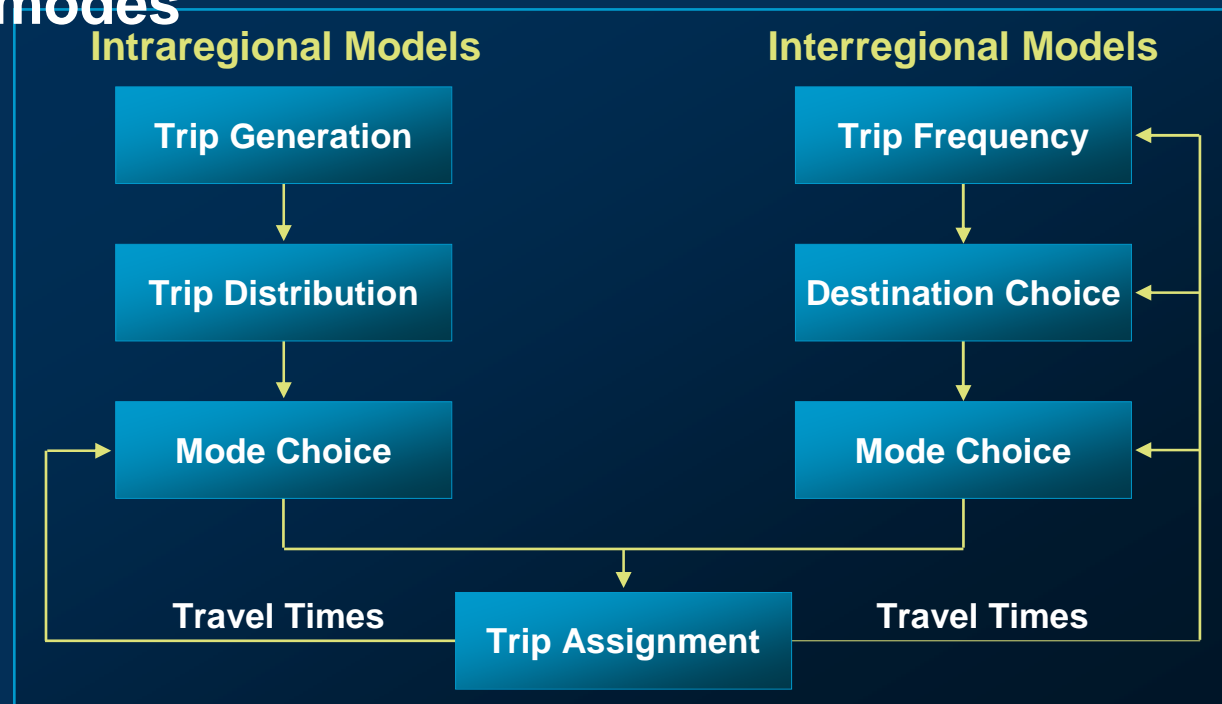 modes
Intraregional Models
Interregional Models
Trip Generation
Trip Frequency
Trip Distribution
Destination Choice
Mode Choice
Mode Choice
Travel Times
Travel Times
Trip Assignment